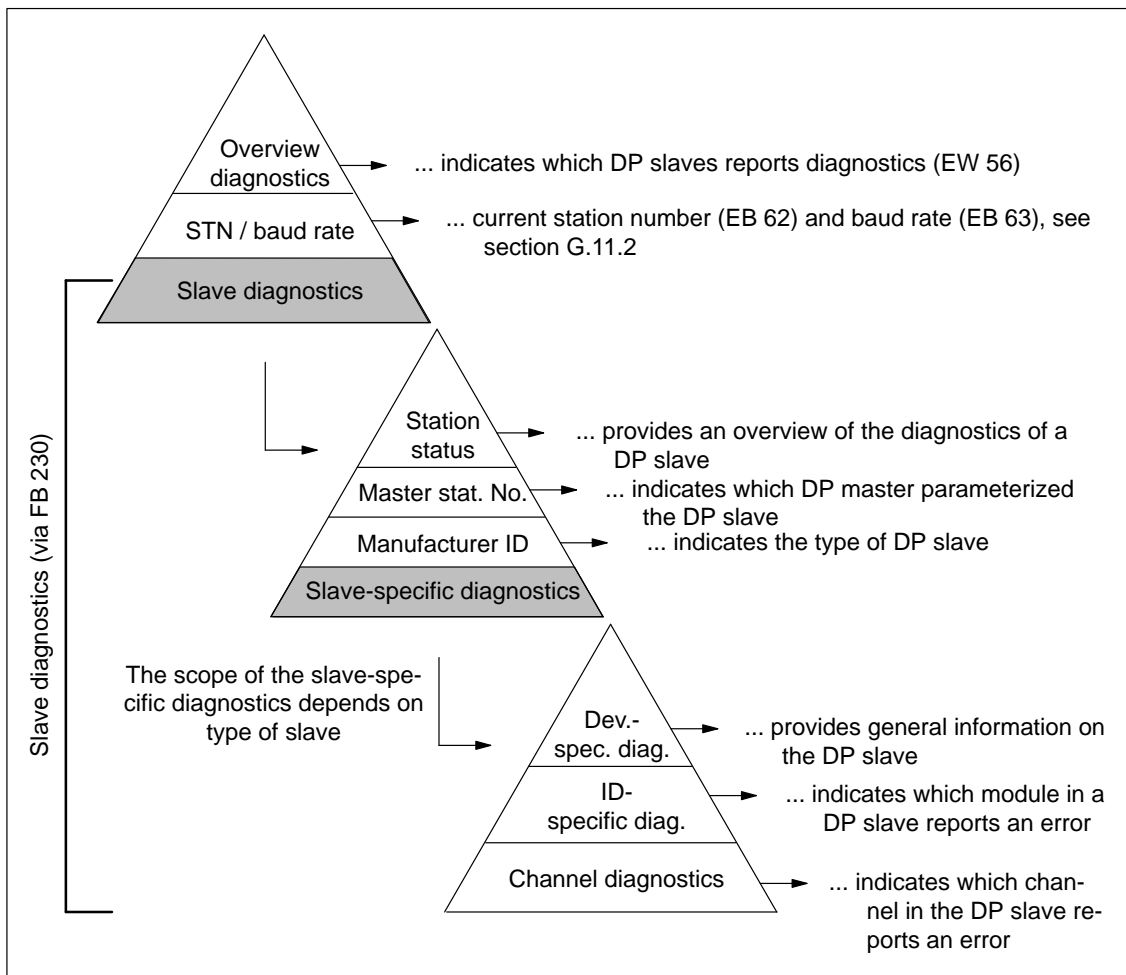 Overview
diagnostics
... indicates which DP slaves reports diagnostics (EW 56)
STN / baud rate
... current station number (EB 62) and baud rate (EB 63), see
section G.11.2
Slave diagnostics
Slave diagnostics (via FB 230)
Station
status
... provides an overview of the diagnostics of a
DP slave
Master stat. No.
... indicates which DP master parameterized
the DP slave
Manufacturer ID
... indicates the type of DP slave
Slave-specific diagnostics
The scope of the slave-spe-
cific diagnostics depends on
type of slave
Dev.-
spec. diag.
... provides general information on
the DP slave
ID-
specific diag.
... indicates which module in a
DP slave reports an error
Channel diagnostics
... indicates which chan-
nel in the DP slave re-
ports an error